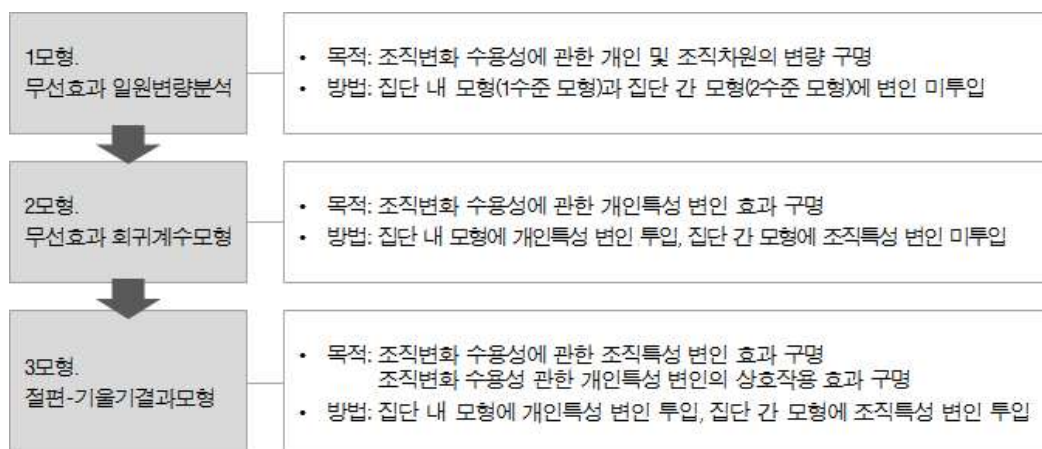 1모형.
무선효과 일원변량분석
• 목적: 조직변화 수용성에 관한 개인 및 조직차원의 변량 구명
• 방법: 집단 내 모형(1수준 모형)과 집단 간 모형(2수준 모형)에 변인 미투입
2모형.
무선효과 회귀계수모형
• 목적: 조직변화 수용성에 관한 개인특성 변인 효과 구명
• 방법: 집단 내 모형에 개인특성 변인 투입, 집단 간 모형에 조직특성 변인 미투입
3모형.
절편-기울기결과모형
• 목적: 조직변화 수용성에 관한 조직특성 변인 효과 구명
조직변화 수용성 관한 개인특성 변인의 상호작용 효과 구명
• 방법: 집단 내 모형에 개인특성 변인 투입, 집단 간 모형에 조직특성 변인 투입